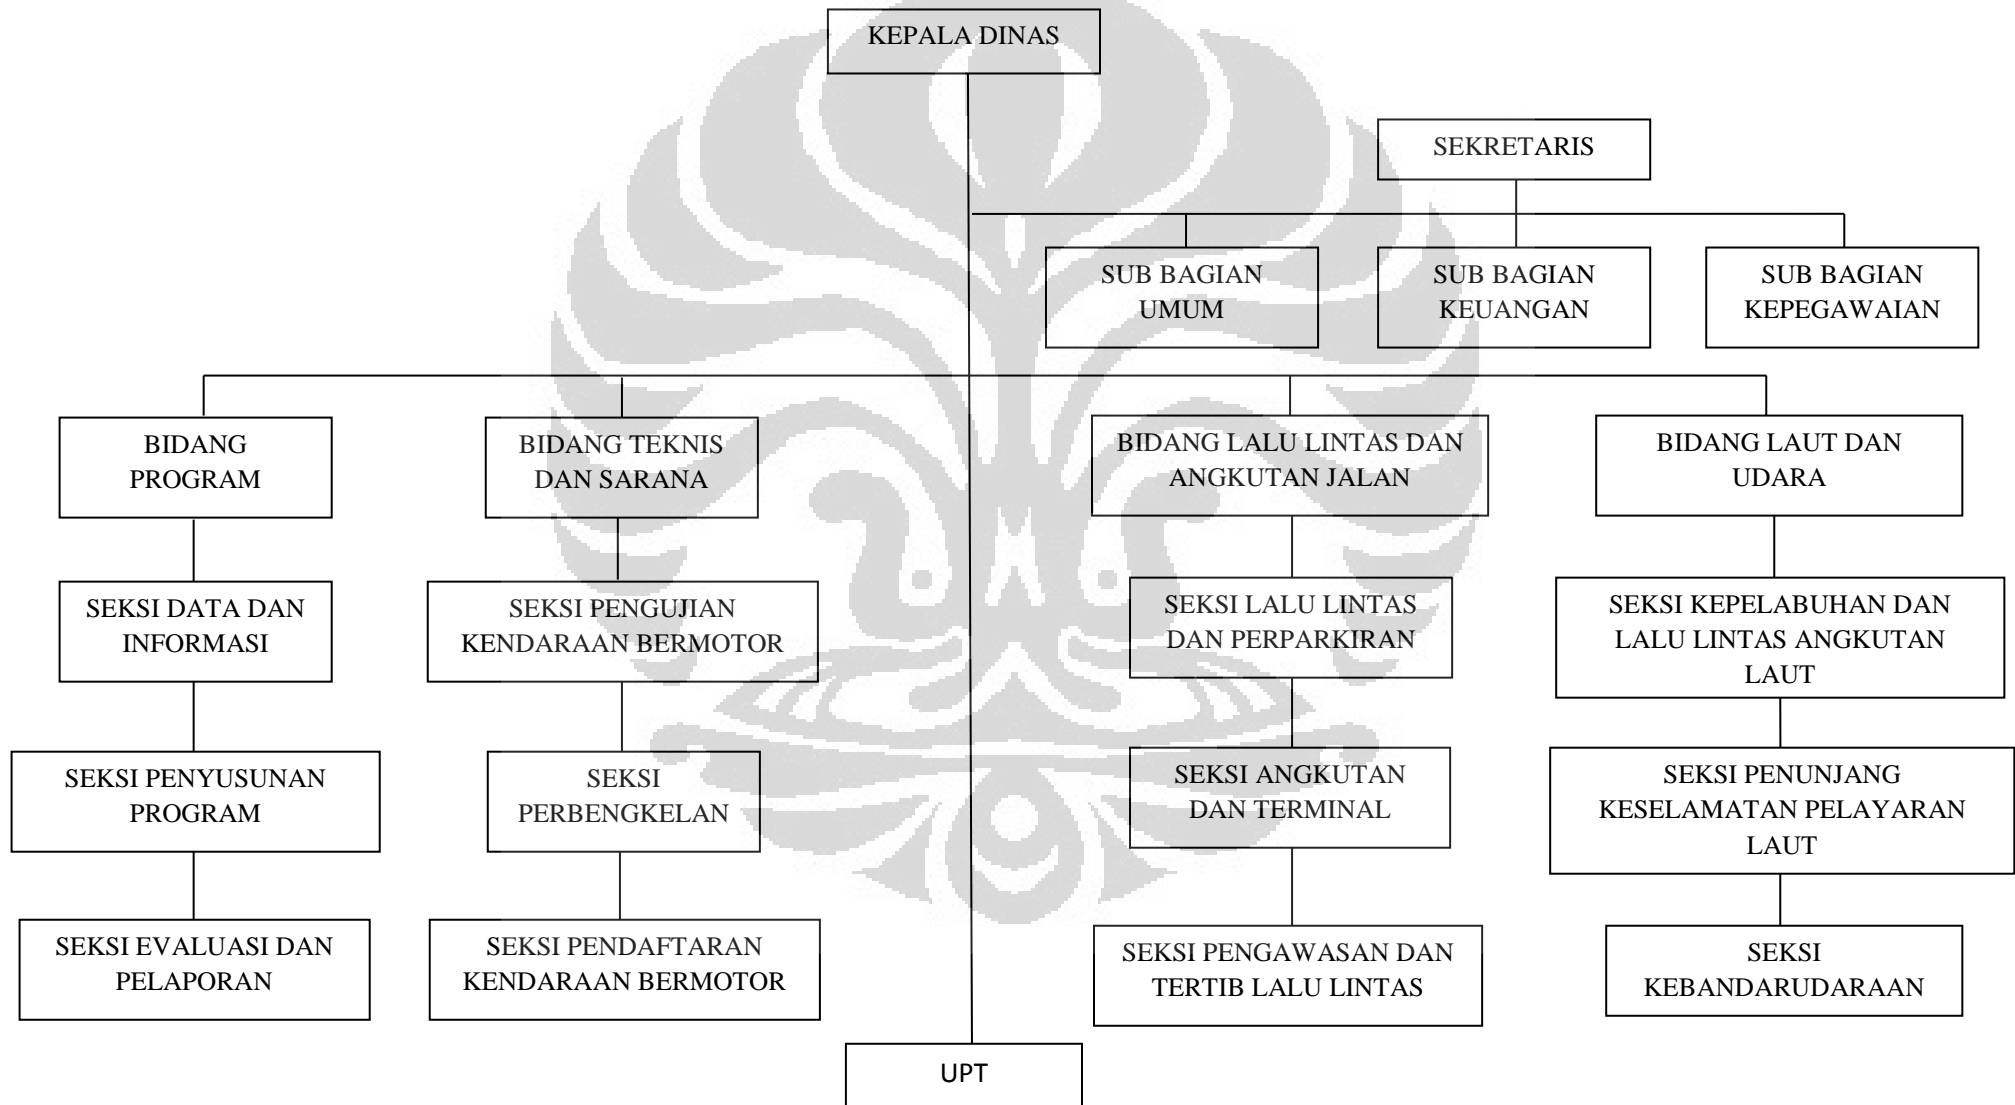 KEPALA DINAS
SEKRETARIS
SUB BAGIAN
UMUM
SUB BAGIAN
KEUANGAN
SUB BAGIAN
KEPEGAWAIAN
BIDANG
PROGRAM
BIDANG TEKNIS
DAN SARANA
BIDANG LALU LINTAS DAN
ANGKUTAN JALAN
BIDANG LAUT DAN
UDARA
SEKSI DATA DAN
INFORMASI
SEKSI PENGUJIAN
KENDARAAN BERMOTOR
SEKSI LALU LINTAS
DAN PERPARKIRAN
SEKSI KEPELABUHAN DAN
LALU LINTAS ANGKUTAN
LAUT
SEKSI PENYUSUNAN
PROGRAM
SEKSI
PERBENGKELAN
SEKSI ANGKUTAN
DAN TERMINAL
SEKSI PENUNJANG
KESELAMATAN PELAYARAN
LAUT
SEKSI EVALUASI DAN
PELAPORAN
SEKSI PENDAFTARAN
KENDARAAN BERMOTOR
SEKSI PENGAWASAN DAN
TERTIB LALU LINTAS
SEKSI
KEBANDARUDARAAN
UPT